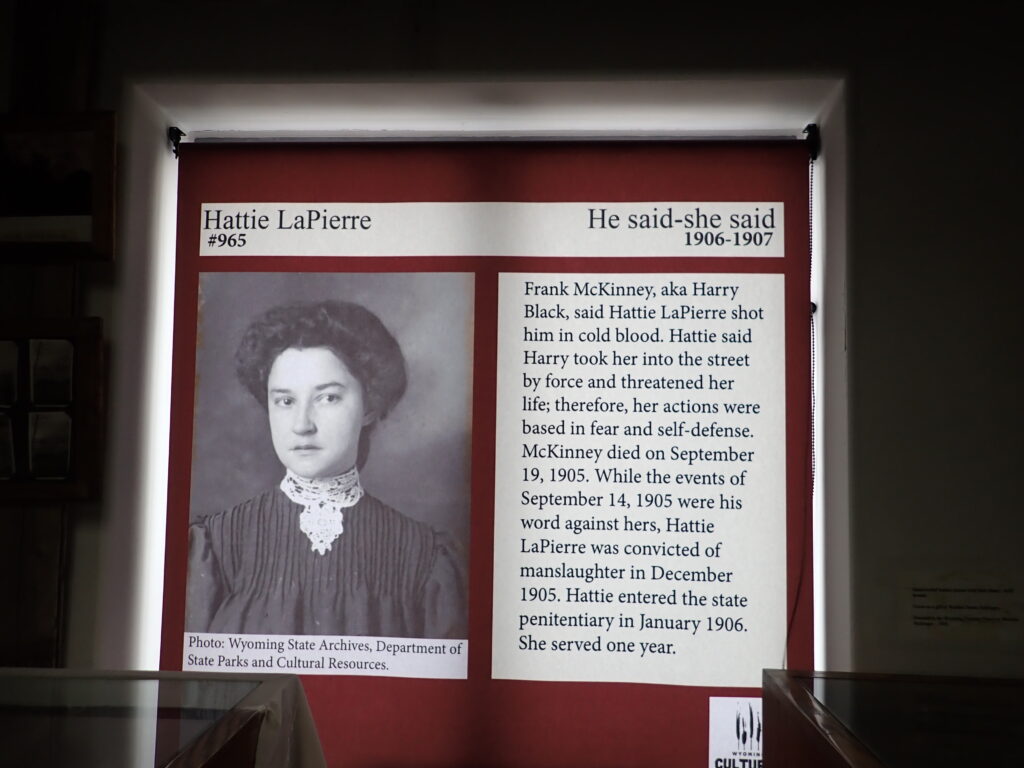 Hattie LaPierre
#965
He said-she said
1906-1907
Frank McKinney, aka Harry
Black, said Hattie LaPierre shot
him in cold blood. Hattie said
Harry took her into the street
by force and threatened her
life; therefore, her actions were
based in fear and self-defense.
McKinney died on September
19, 1905. While the events of
September 14, 1905 were his
word against hers, Hattie
LaPierre was convicted of
manslaughter in December
1905. Hattie entered the state
penitentiary in January 1906.
She served one year.
Photo: Wyoming State Archives, Department of
State Parks and Cultural Resources.